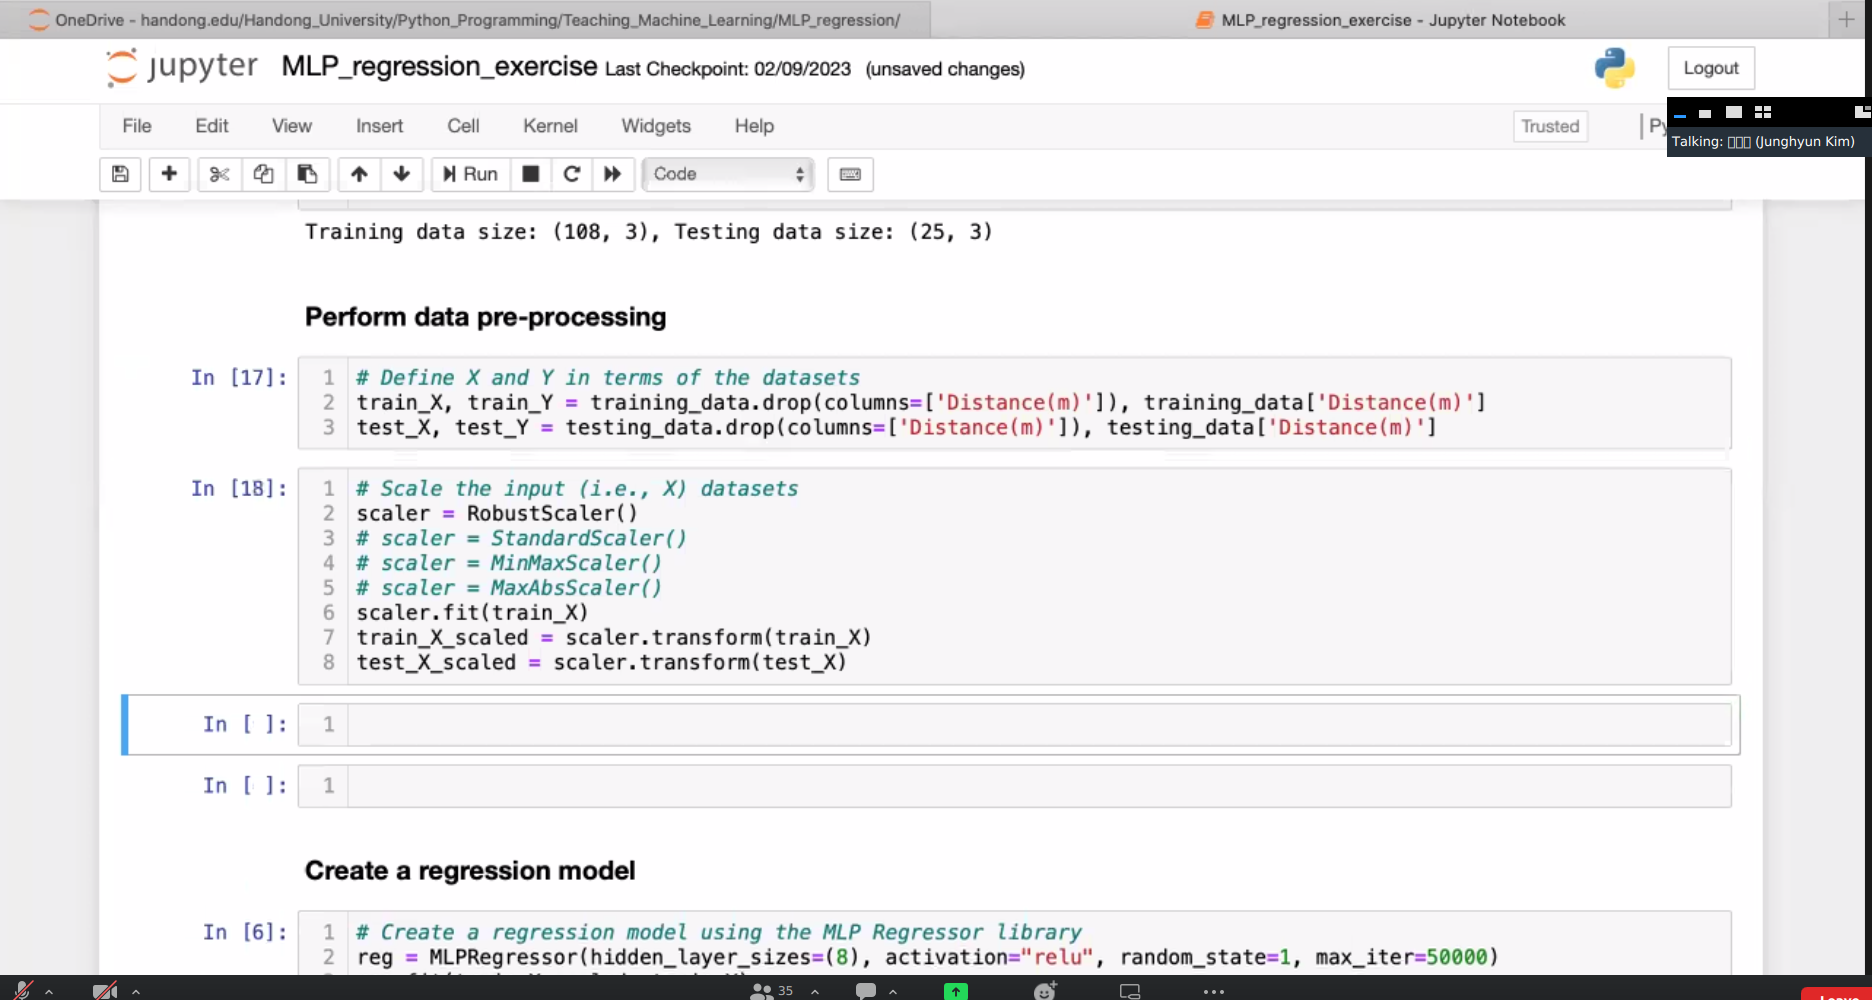 OneDrive - handong.edu/Handong_University/Python_Programming/Teaching_Machine_Learning/MLP_regression/
MLP_regression_exercise - Jupyter Notebook
jupyter MLP_regression_exercise Last Checkpoint: 02/09/2023 (unsaved changes)
Logout
File Edit View Insert Cell Kernel Widgets Help
Trusted
Talking: (Junghyun Kim)
Run
Code
Training data size: (108, 3), Testing data size: (25, 3)
Perform data pre-processing
In [17]:
1 # Define X and Y in terms of the datasets
2 train_X, train_Y = training_data.drop(columns=['Distance(m)']), training_data['Distance(m)']
3 test_X, test_Y = testing_data.drop(columns=['Distance(m)']), testing_data['Distance(m)']
In [18]:
1 # Scale the input (i.e., X) datasets
2 scaler = RobustScaler()
3 # scaler = StandardScaler()
4 # scaler = MinMaxScaler()
5 # scaler = MaxAbsScaler()
6 scaler.fit(train_X)
7 train_X_scaled = scaler.transform(train_X)
8 test_X_scaled = scaler.transform(test_X)
In [ ]: 1
In [ ]: 1
Create a regression model
In [6]:
1 # Create a regression model using the MLP Regressor library
2 reg = MLPRegressor(hidden_layer_sizes=(8), activation="relu", random_state=1, max_iter=50000)
35